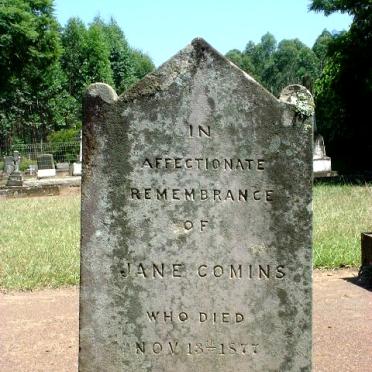 IN
AFFECTIONATE
REMEMBRANCE
OF
JANE COMINS
WHO DIED
NOV 13TH 1877